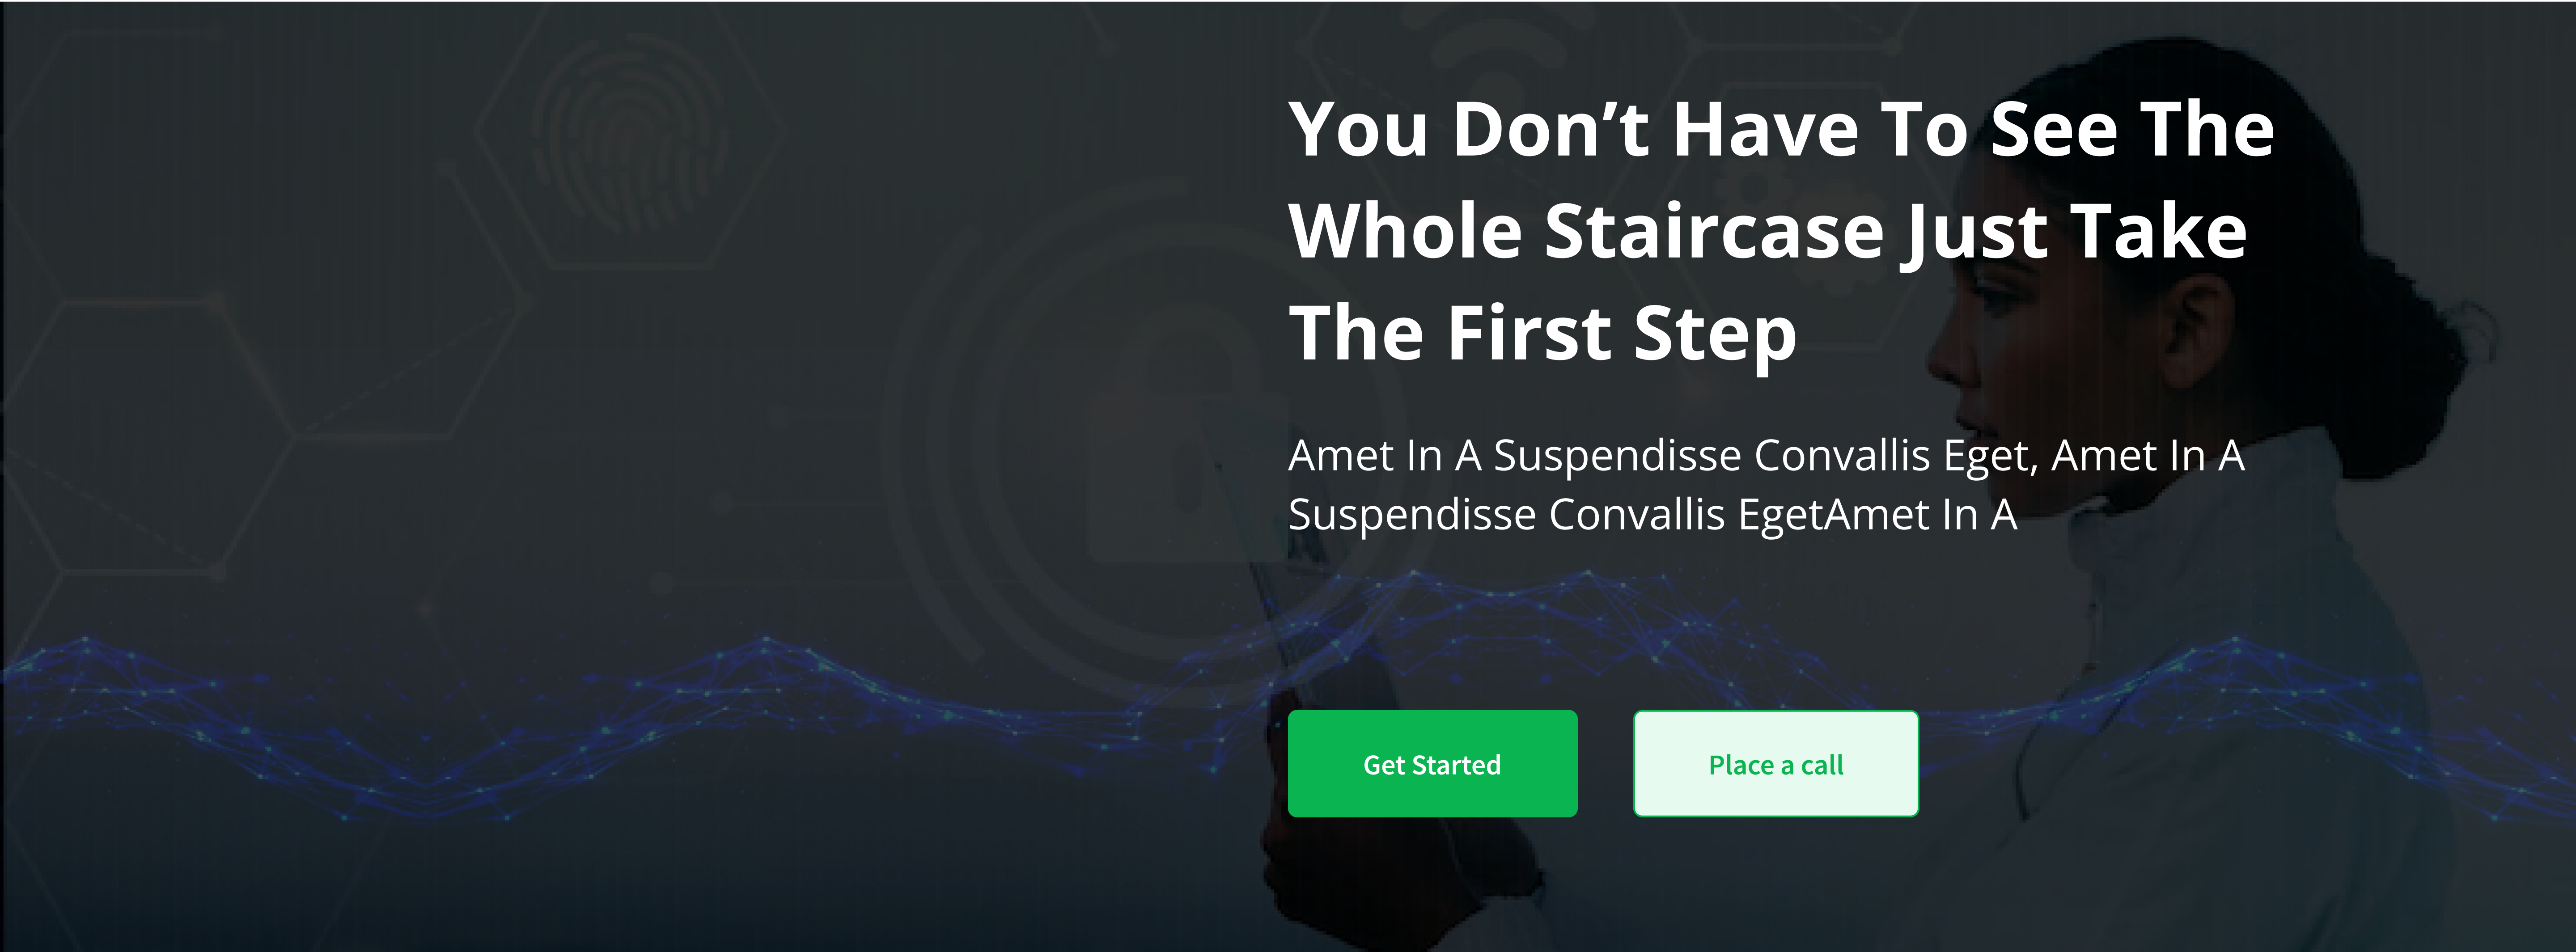 You Don’t Have To See The
Whole Staircase Just Take
The First Step
Amet In A Suspendisse Convallis Eget, Amet In A
Suspendisse Convallis EgetAmet In A
Get Started
Place a call